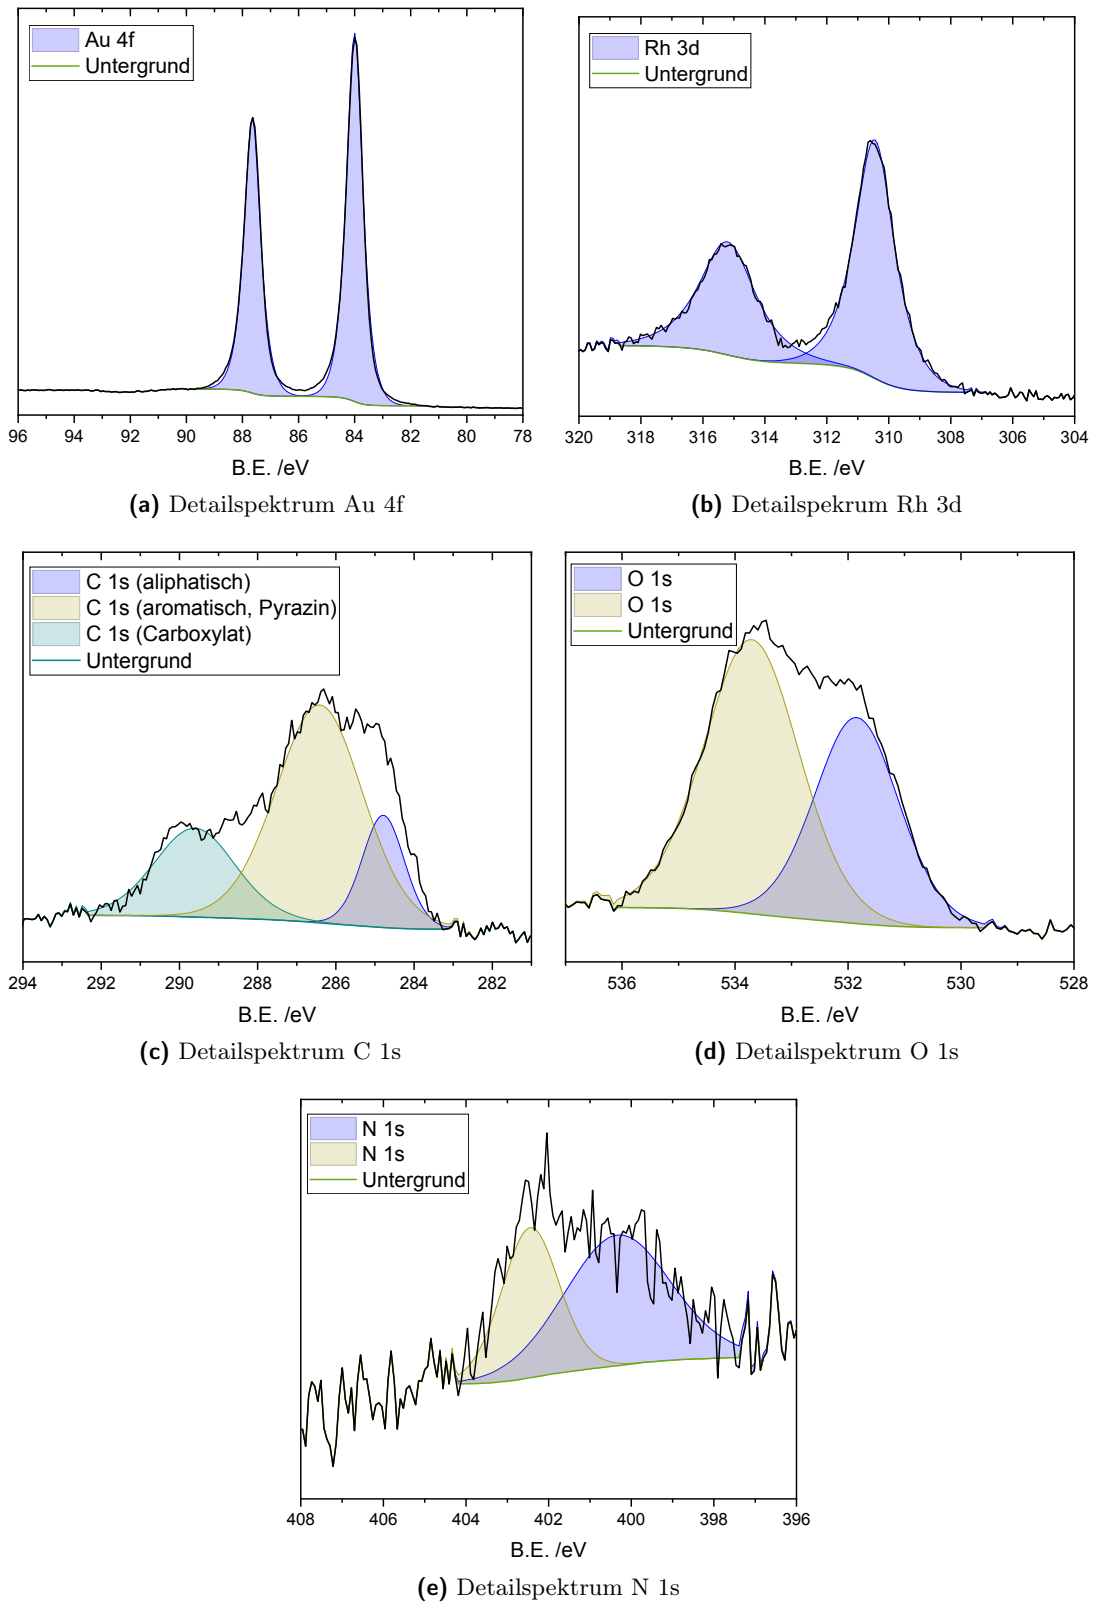 Au 4f
Untergrund
96 94 92 90 88 86 84 82 80 78
B.E. /eV
(a) Detailspektrum Au 4f
Rh 3d
Untergrund
320 318 316 314 312 310 308 306 304
B.E. /eV
(b) Detailspekrum Rh 3d
C 1s (aliphatisch)
C 1s (aromatisch, Pyrazin)
C 1s (Carboxylat)
Untergrund
294 292 290 288 286 284 282
B.E. /eV
(c) Detailspektrum C 1s
O 1s
O 1s
Untergrund
536 534 532 530 528
B.E. /eV
(d) Detailspektrum O 1s
N 1s
N 1s
Untergrund
408 406 404 402 400 398 396
B.E. /eV
(e) Detailspektrum N 1s